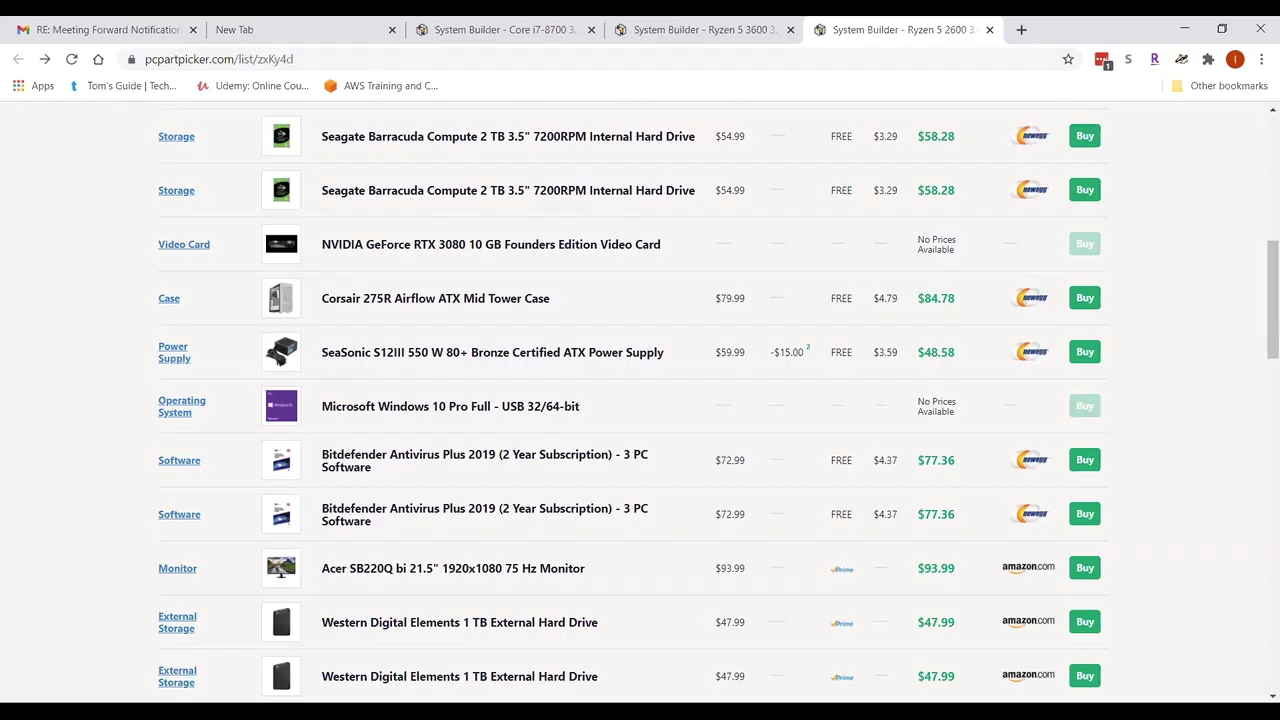 RE: Meeting Forward Notification
New Tab
System Builder - Core i7-8700 3.
System Builder - Ryzen 5 3600 3.
System Builder - Ryzen 5 2600 3.
pcpartpicker.com/list/zxKy4d
1
S
R
I
Apps
Tom's Guide | Tech...
Udemy: Online Cou...
AWS Training and C...
Other bookmarks
Storage Seagate Barracuda Compute 2 TB 3.5" 7200RPM Internal Hard Drive $54.99 — FREE $3.29 $58.28 newegg Buy
Storage Seagate Barracuda Compute 2 TB 3.5" 7200RPM Internal Hard Drive $54.99 — FREE $3.29 $58.28 newegg Buy
Video Card NVIDIA GeForce RTX 3080 10 GB Founders Edition Video Card — — — — No Prices Available — Buy
Case Corsair 275R Airflow ATX Mid Tower Case $79.99 — FREE $4.79 $84.78 newegg Buy
Power Supply SeaSonic S12III 550 W 80+ Bronze Certified ATX Power Supply $59.99 -$15.00 2 FREE $3.59 $48.58 newegg Buy
Operating System Microsoft Windows 10 Pro Full - USB 32/64-bit — — — — No Prices Available — Buy
Software Bitdefender Antivirus Plus 2019 (2 Year Subscription) - 3 PC Software $72.99 — FREE $4.37 $77.36 newegg Buy
Software Bitdefender Antivirus Plus 2019 (2 Year Subscription) - 3 PC Software $72.99 — FREE $4.37 $77.36 newegg Buy
Monitor Acer SB220Q bi 21.5" 1920x1080 75 Hz Monitor $93.99 — Prime — $93.99 amazon.com Buy
External Storage Western Digital Elements 1 TB External Hard Drive $47.99 — Prime — $47.99 amazon.com Buy
External Storage Western Digital Elements 1 TB External Hard Drive $47.99 — Prime — $47.99 amazon.com Buy